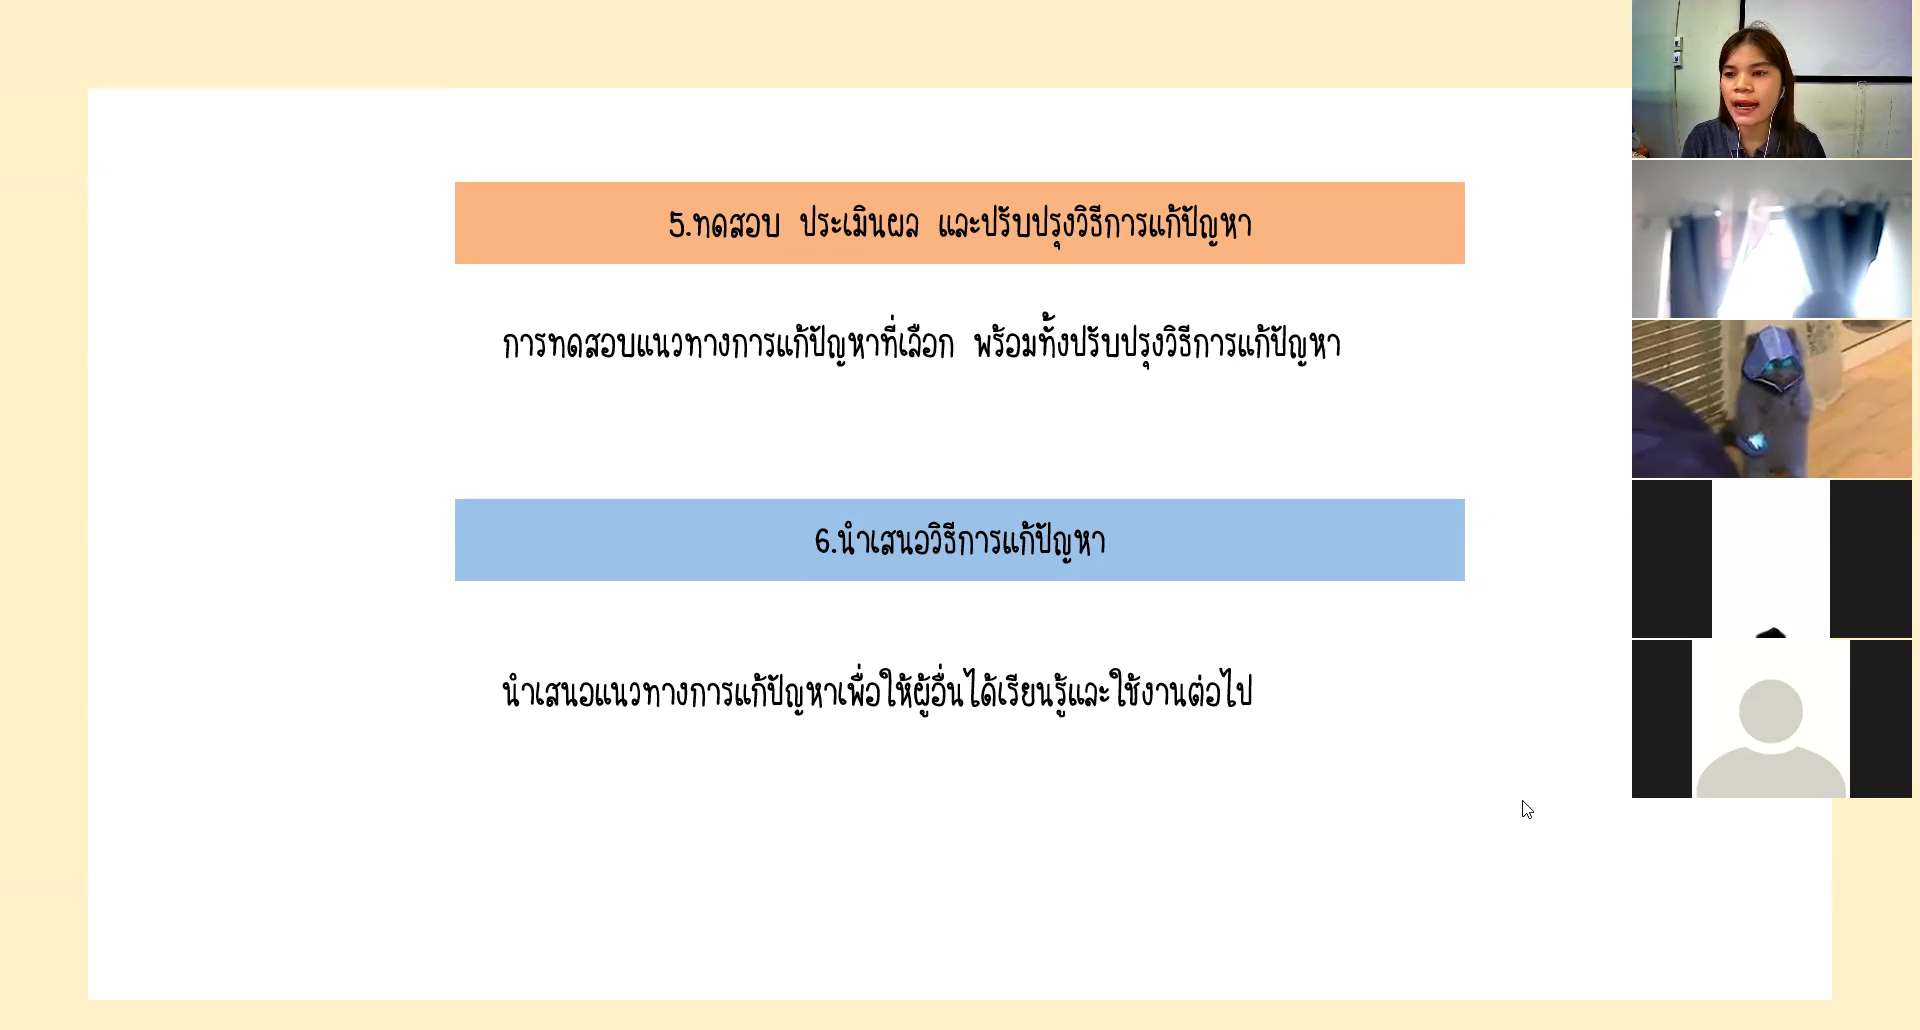 5.ทดสอบ ประเมินผล และปรับปรุงวิธีการแก้ปัญหา
การทดสอบแนวทางการแก้ปัญหาที่เลือก พร้อมทั้งปรับปรุงวิธีการแก้ปัญหา
6.นำเสนอวิธีการแก้ปัญหา
นำเสนอแนวทางการแก้ปัญหาเพื่อให้ผู้อื่นได้เรียนรู้และใช้งานต่อไป